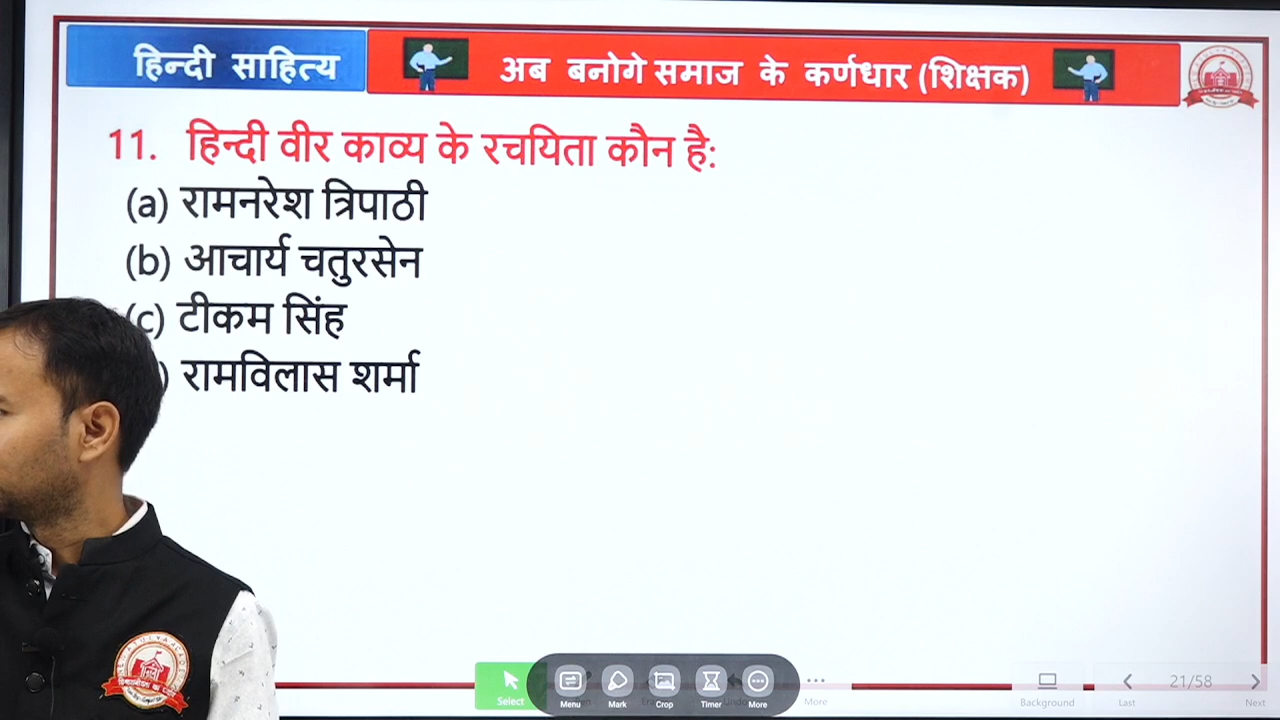 हिन्दी साहित्य
अब बनोगे समाज के कर्णधार (शिक्षक)
11. हिन्दी वीर काव्य के रचयिता कौन है:
(a) रामनरेश त्रिपाठी
(b) आचार्य चतुरसेन
(c) टीकम सिंह
) रामविलास शर्मा
Select
Menu
Mark
Crop
Timer
More
More
Background
Last
21/58
Next